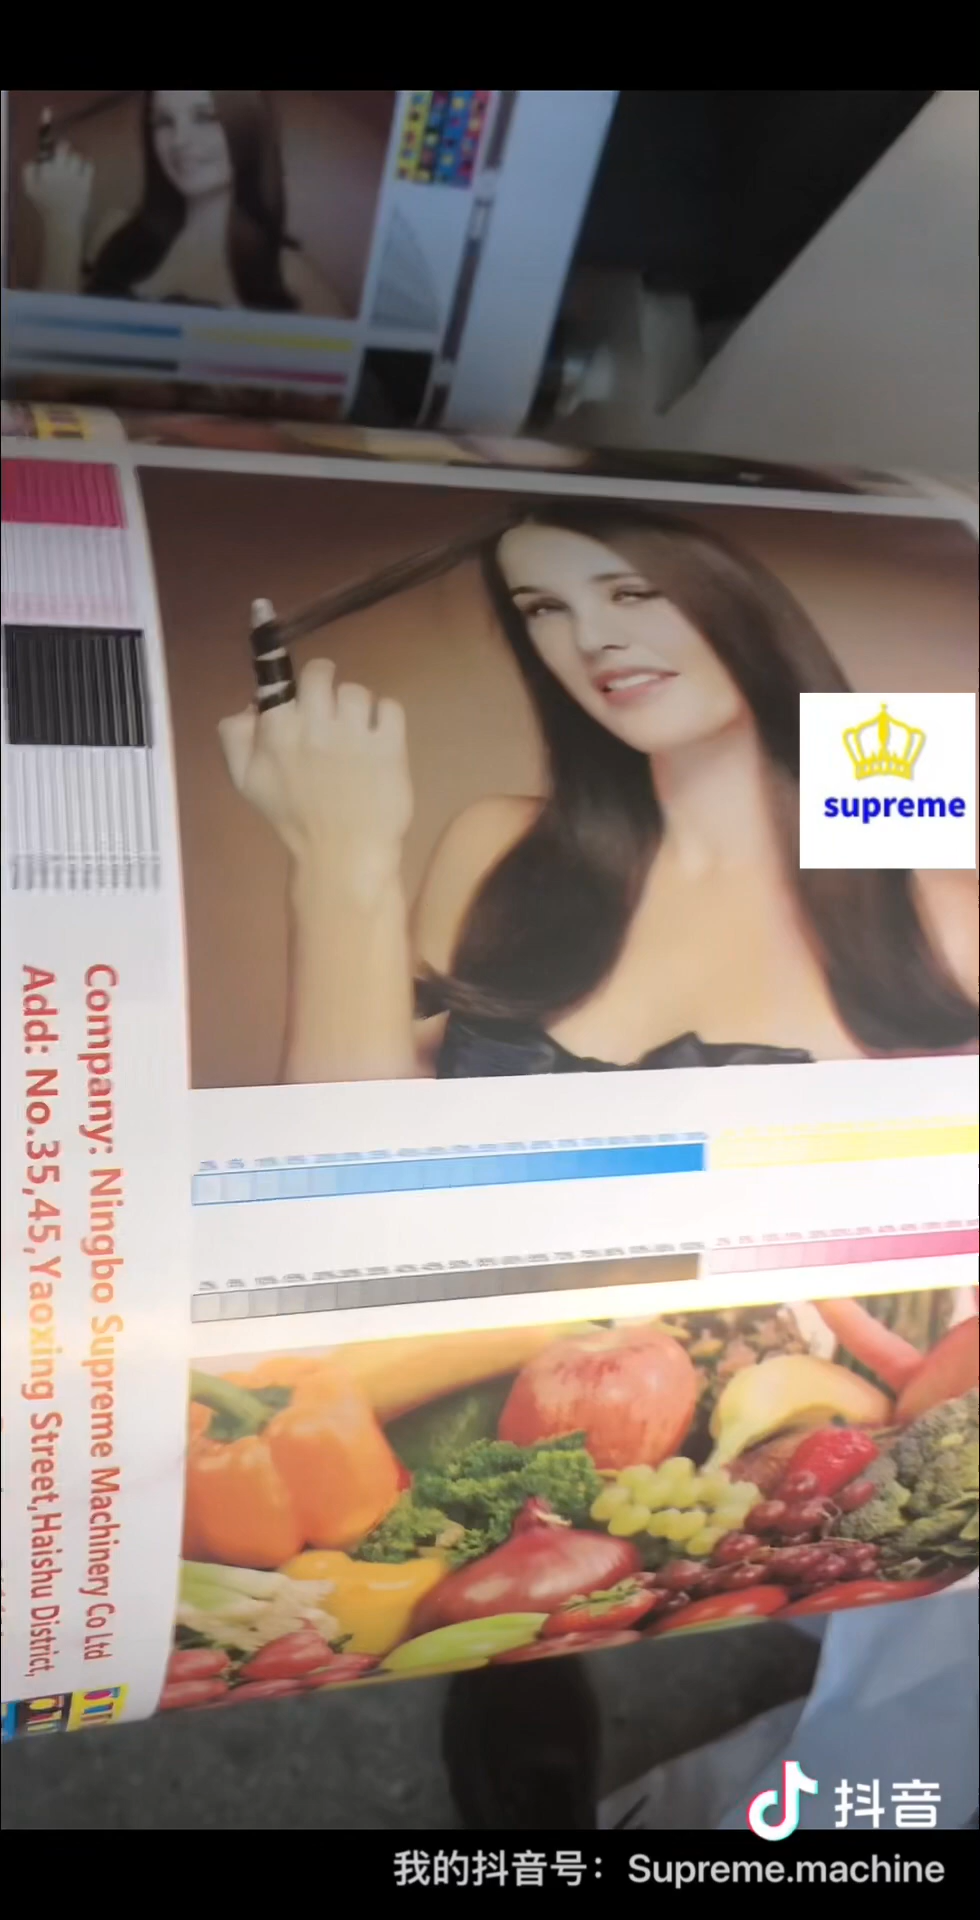 supreme
Company: Ningbo Supreme Machinery Co Ltd
Add: No.35,45,Yaoxing Street,Haishu District,
抖音
我的抖音号：Supreme.machine